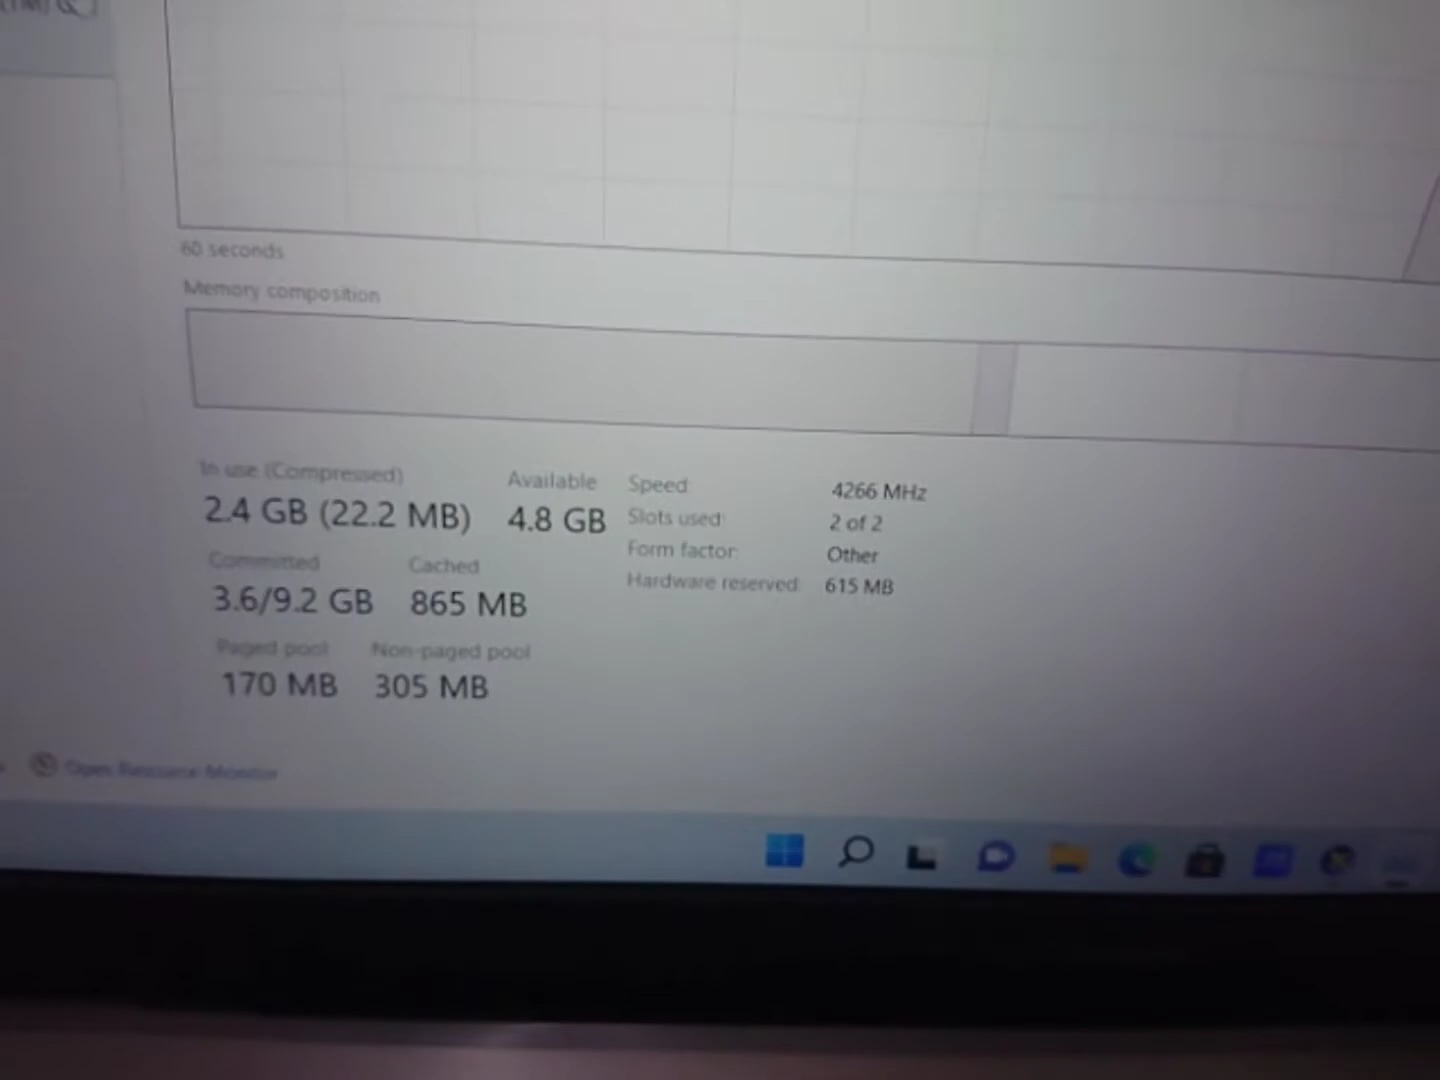 60 seconds
Memory composition
In use (Compressed)
2.4 GB (22.2 MB)
Available
4.8 GB
Speed:
4266 MHz
Slots used:
2 of 2
Form factor:
Other
Hardware reserved:
615 MB
Committed
3.6/9.2 GB
Cached
865 MB
Paged pool
170 MB
Non-paged pool
305 MB
Open Resource Monitor